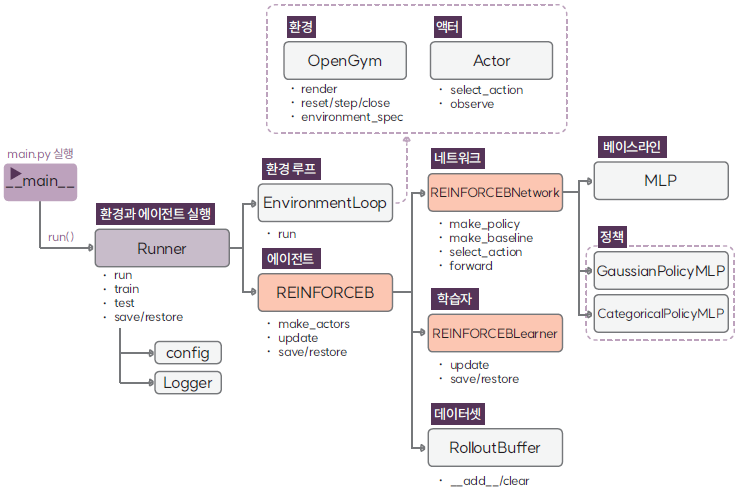 환경
OpenGym
· render
· reset/step/close
· environment_spec
액터
Actor
· select_action
· observe
main.py 실행
__main__
run()
환경과 에이전트 실행
Runner
· run
· train
· test
· save/restore
config
Logger
환경 루프
EnvironmentLoop
· run
에이전트
REINFORCEB
· make_actors
· update
· save/restore
네트워크
REINFORCEBNetwork
· make_policy
· make_baseline
· select_action
· forward
학습자
REINFORCEBLearner
· update
· save/restore
데이터셋
RolloutBuffer
· __add__/clear
베이스라인
MLP
정책
GaussianPolicyMLP
CategoricalPolicyMLP